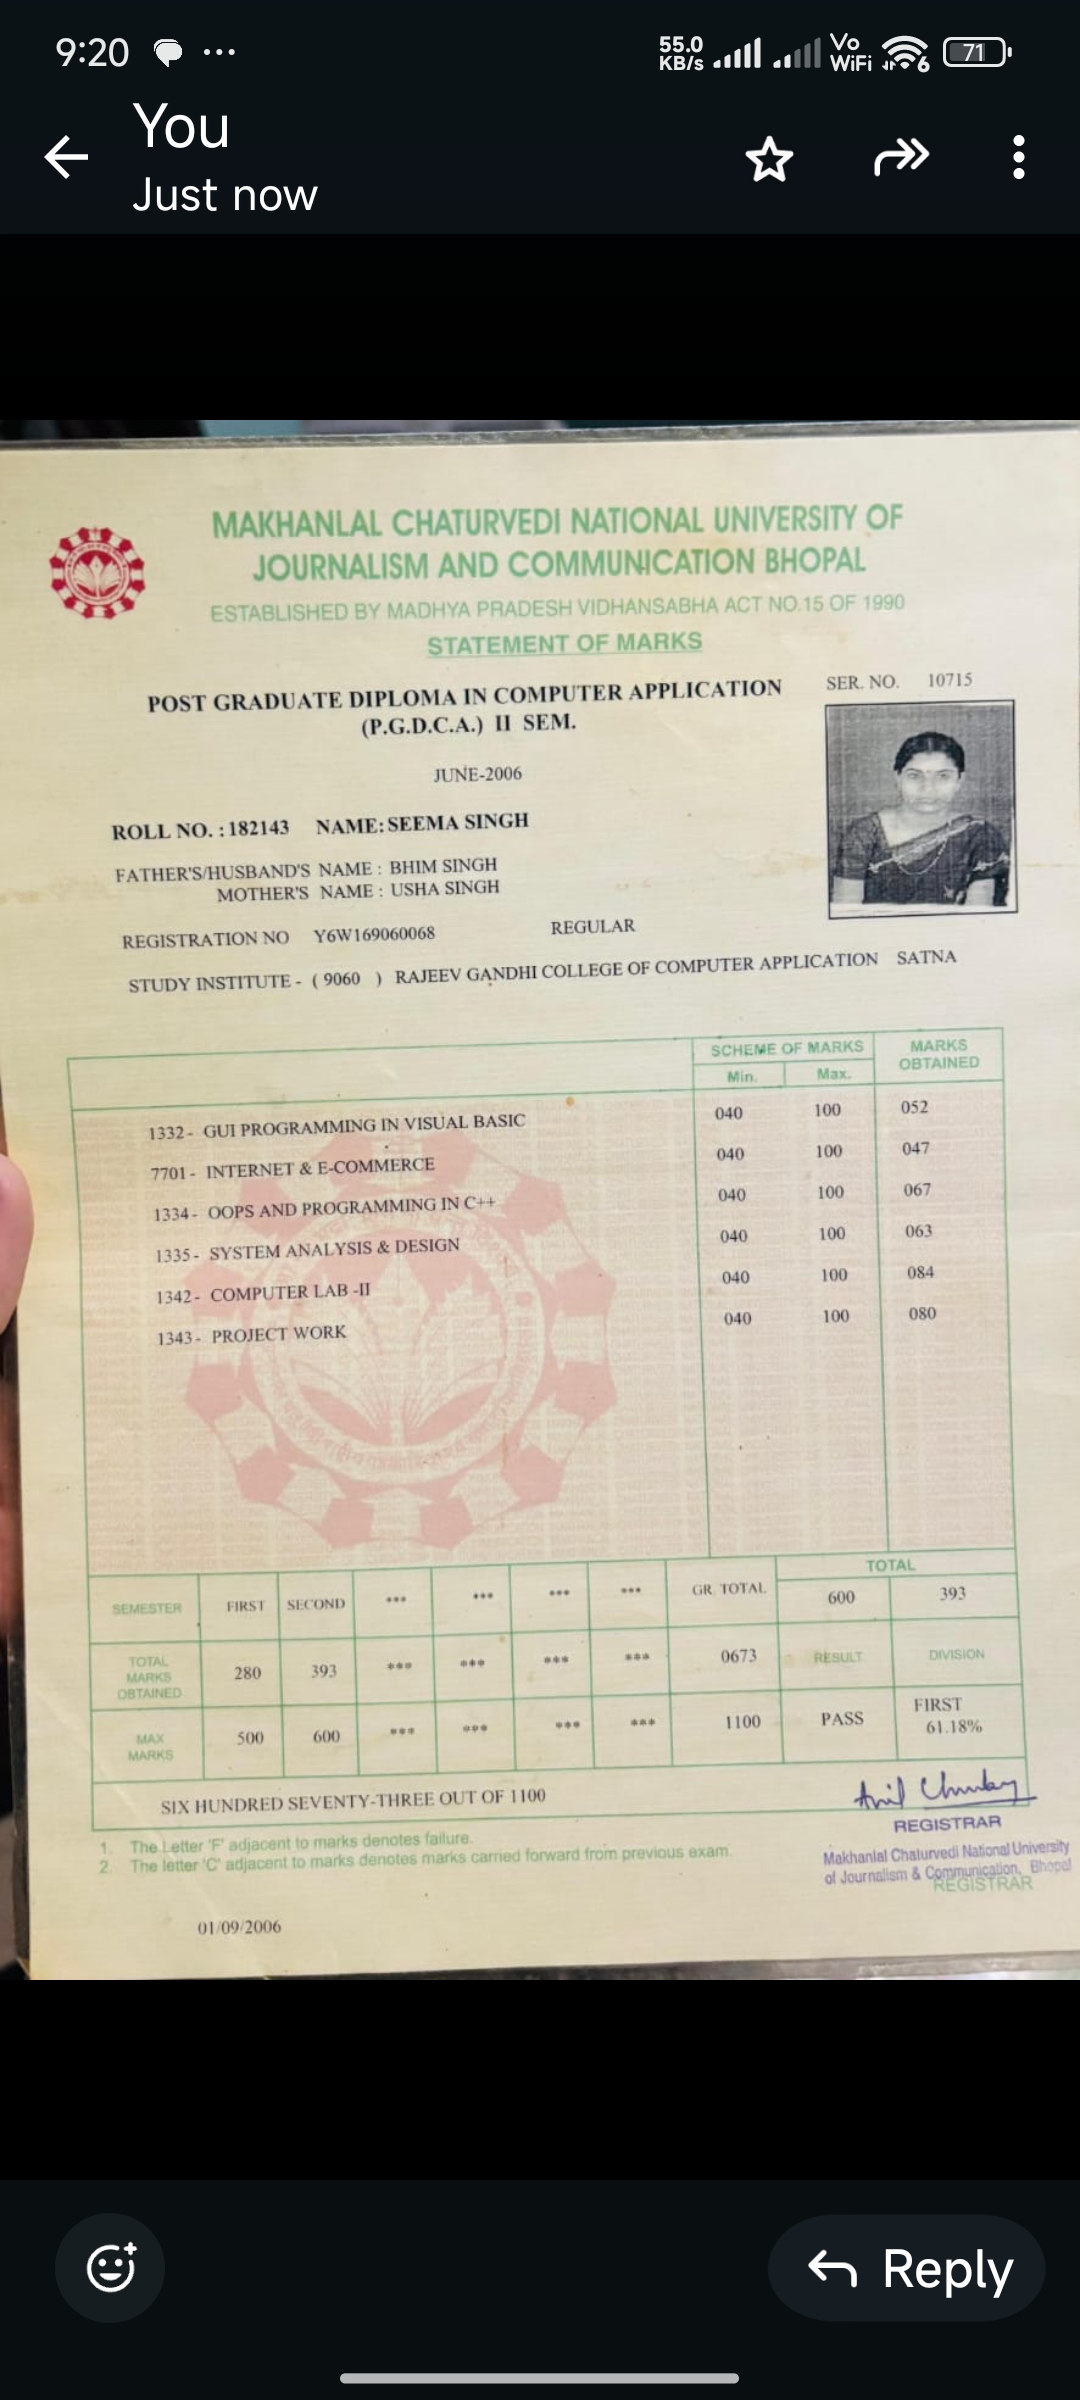 9:20
55.0 KB/s
Vo WiFi 6
71
You
Just now
MAKHANLAL CHATURVEDI NATIONAL UNIVERSITY OF
JOURNALISM AND COMMUNICATION BHOPAL
ESTABLISHED BY MADHYA PRADESH VIDHANSABHA ACT NO.15 OF 1990
STATEMENT OF MARKS
POST GRADUATE DIPLOMA IN COMPUTER APPLICATION
SER. NO. 10715
(P.G.D.C.A.) II SEM.
JUNE-2006
ROLL NO. : 182143 NAME: SEEMA SINGH
FATHER'S/HUSBAND'S NAME : BHIM SINGH
MOTHER'S NAME : USHA SINGH
REGISTRATION NO Y6W169060068 REGULAR
STUDY INSTITUTE - ( 9060 ) RAJEEV GANDHI COLLEGE OF COMPUTER APPLICATION SATNA
SCHEME OF MARKS MARKS OBTAINED
Min. Max.
1332- GUI PROGRAMMING IN VISUAL BASIC 040 100 052
7701- INTERNET & E-COMMERCE 040 100 047
1334- OOPS AND PROGRAMMING IN C++ 040 100 067
1335- SYSTEM ANALYSIS & DESIGN 040 100 063
1342- COMPUTER LAB -II 040 100 084
1343- PROJECT WORK 040 100 080
TOTAL
SEMESTER FIRST SECOND *** *** *** *** GR. TOTAL 600 393
TOTAL MARKS OBTAINED 280 393 *** *** *** *** 0673 RESULT DIVISION
MAX MARKS 500 600 *** *** *** *** 1100 PASS FIRST 61.18%
SIX HUNDRED SEVENTY-THREE OUT OF 1100
1. The Letter 'F' adjacent to marks denotes failure.
2. The letter 'C' adjacent to marks denotes marks carried forward from previous exam.
REGISTRAR
Makhanlal Chaturvedi National University
of Journalism & Communication, Bhopal
REGISTRAR
01/09/2006
Reply